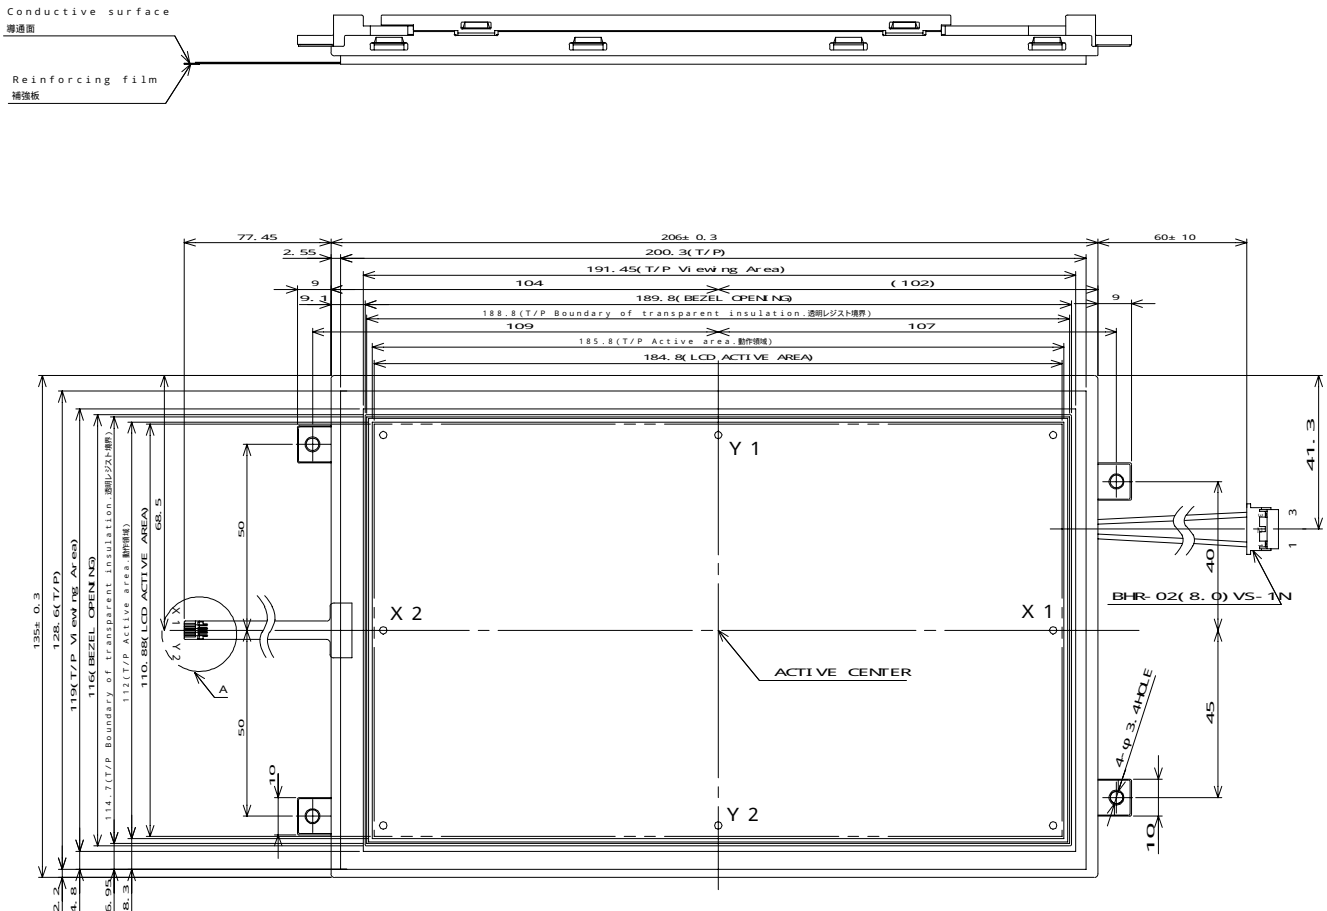 Conductive surface
導通面
Reinforcing film
補強板
77.45
206± 0.3
60± 10
2.55
200.3(T/P)
191.45(T/P Viewing Area)
9
104
(102)
9.1
189.8(BEZEL OPENING)
9
188.8(T/P Boundary of transparent insulation.透明レジスト境界)
109
107
185.8(T/P Active area.動作領域)
184.8(LCD ACTIVE AREA)
135± 0.3
128.6(T/P)
119(T/P Viewing Area)
116(BEZEL OPENING)
114.7(T/P Boundary of transparent insulation.透明レジスト境界)
112(T/P Active area.動作領域)
110.88(LCD ACTIVE AREA)
68.5
50
50
10
Y1
X2
X1
Y2
X1 Y2
A
ACTIVE CENTER
41.3
3
1
40
BHR-02(8.0)VS-1N
45
4-φ3.4HOLE
10
2.2
4.8
6.95
8.3